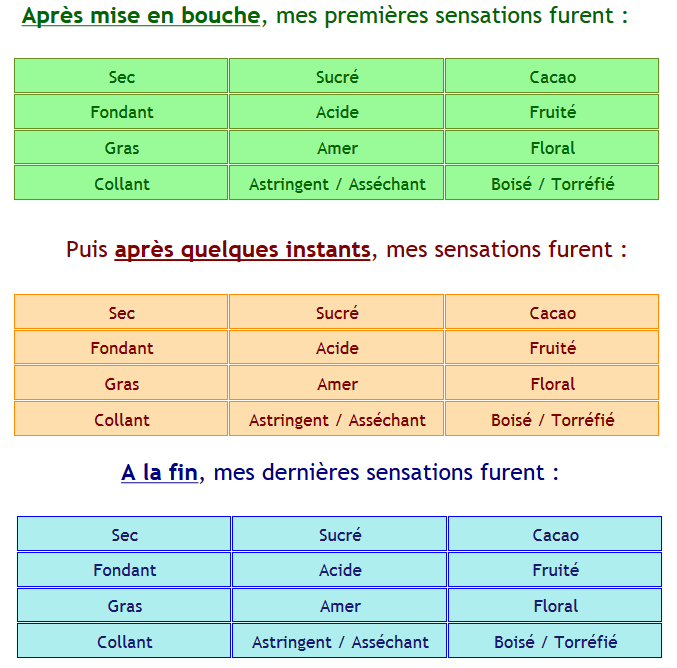 Après mise en bouche, mes premières sensations furent :
Sec Sucré Cacao
Fondant Acide Fruité
Gras Amer Floral
Collant Astringent / Asséchant Boisé / Torréfié
Puis après quelques instants, mes sensations furent :
Sec Sucré Cacao
Fondant Acide Fruité
Gras Amer Floral
Collant Astringent / Asséchant Boisé / Torréfié
A la fin, mes dernières sensations furent :
Sec Sucré Cacao
Fondant Acide Fruité
Gras Amer Floral
Collant Astringent / Asséchant Boisé / Torréfié